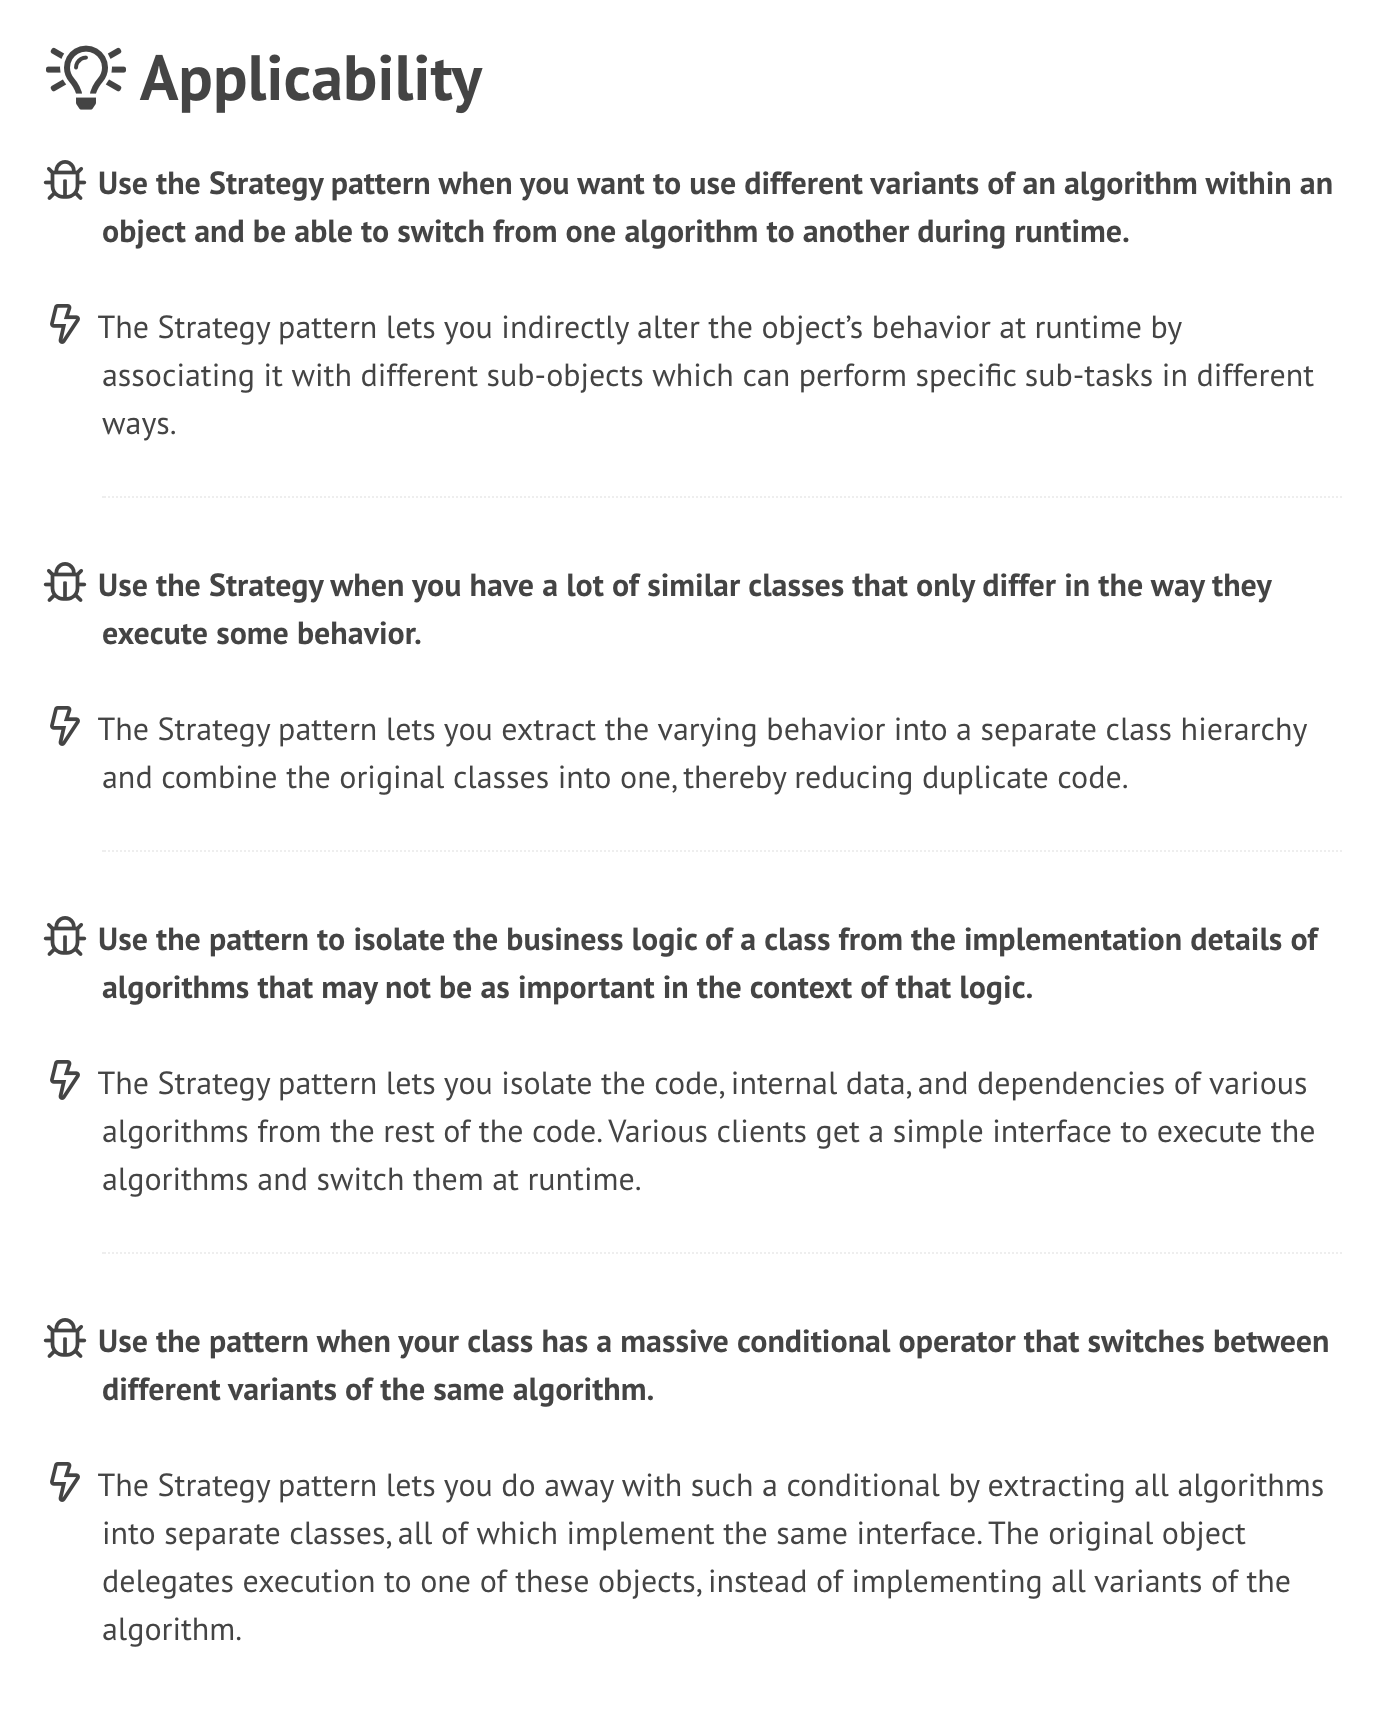 Applicability
Use the Strategy pattern when you want to use different variants of an algorithm within an
object and be able to switch from one algorithm to another during runtime.
The Strategy pattern lets you indirectly alter the object’s behavior at runtime by
associating it with different sub-objects which can perform specific sub-tasks in different
ways.
Use the Strategy when you have a lot of similar classes that only differ in the way they
execute some behavior.
The Strategy pattern lets you extract the varying behavior into a separate class hierarchy
and combine the original classes into one, thereby reducing duplicate code.
Use the pattern to isolate the business logic of a class from the implementation details of
algorithms that may not be as important in the context of that logic.
The Strategy pattern lets you isolate the code, internal data, and dependencies of various
algorithms from the rest of the code. Various clients get a simple interface to execute the
algorithms and switch them at runtime.
Use the pattern when your class has a massive conditional operator that switches between
different variants of the same algorithm.
The Strategy pattern lets you do away with such a conditional by extracting all algorithms
into separate classes, all of which implement the same interface. The original object
delegates execution to one of these objects, instead of implementing all variants of the
algorithm.